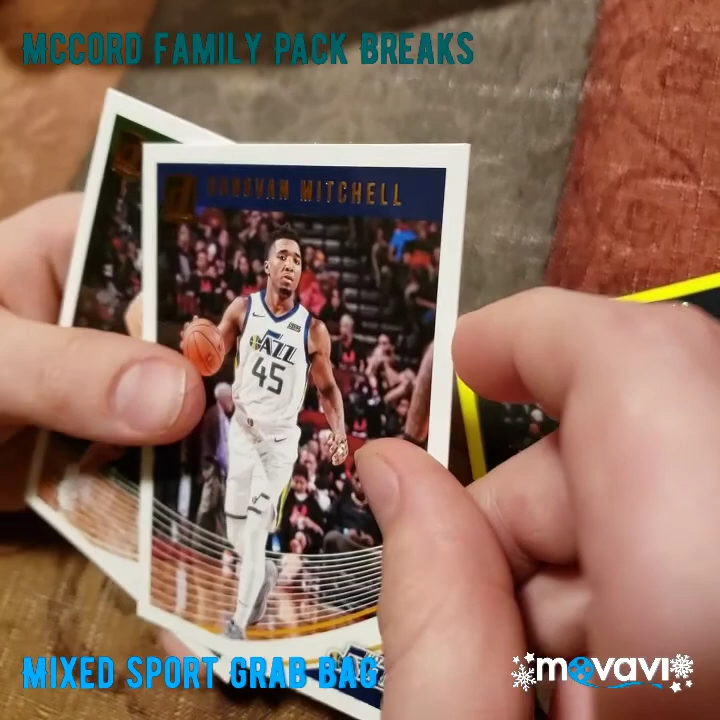 MCCORD FAMILY PACK BREAKS
DONOVAN MITCHELL
JAZZ
45
MIXED SPORT GRAB BAG
movavi